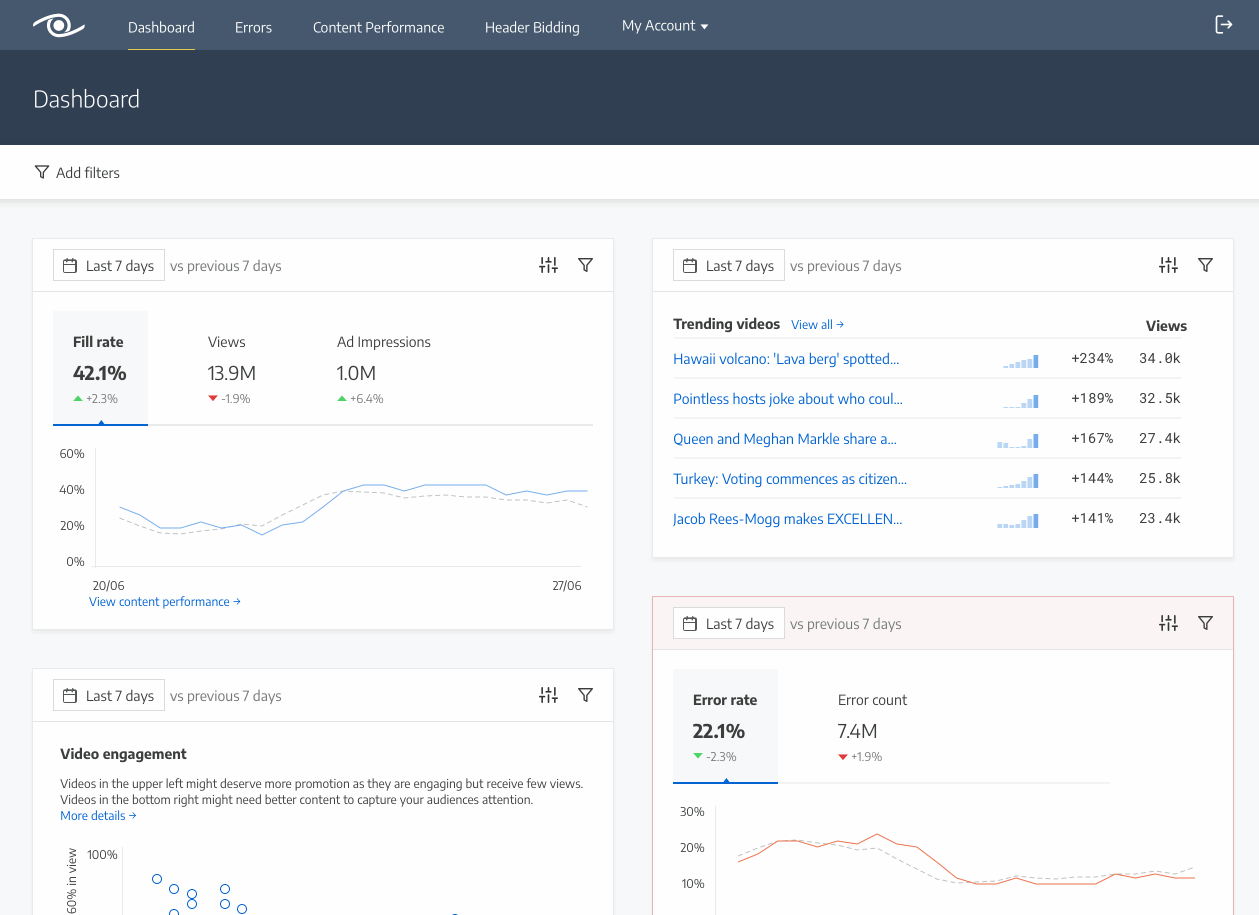 Dashboard Errors Content Performance Header Bidding My Account
Dashboard
Add filters
Last 7 days vs previous 7 days
Fill rate Views Ad Impressions
42.1% 13.9M 1.0M
+2.3% -1.9% +6.4%
60%
40%
20%
0%
20/06 27/06
View content performance →
Last 7 days vs previous 7 days
Trending videos View all → Views
Hawaii volcano: 'Lava berg' spotted... +234% 34.0k
Pointless hosts joke about who coul... +189% 32.5k
Queen and Meghan Markle share a... +167% 27.4k
Turkey: Voting commences as citizen... +144% 25.8k
Jacob Rees-Mogg makes EXCELLEN... +141% 23.4k
Last 7 days vs previous 7 days
Video engagement
Videos in the upper left might deserve more promotion as they are engaging but receive few views.
Videos in the bottom right might need better content to capture your audiences attention.
More details →
100%
60% in view
Last 7 days vs previous 7 days
Error rate Error count
22.1% 7.4M
-2.3% +1.9%
30%
20%
10%